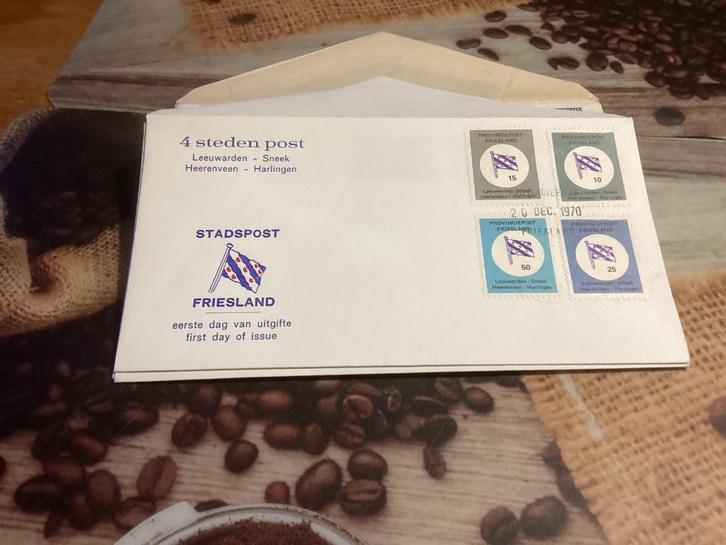 4 steden post
Leeuwarden - Sneek
Heerenveen - Harlingen
STADSPOST
FRIESLAND
eerste dag van uitgifte
first day of issue
PROVINCIEPOST
FRIESLAND
15
Leeuwarden - Sneek
Heerenveen - Harlingen
PROVINCIEPOST
FRIESLAND
10
Leeuwarden - Sneek
Heerenveen - Harlingen
DEC. 1970
PROVINCIEPOST
FRIESLAND
50
Leeuwarden - Sneek
Heerenveen - Harlingen
PROVINCIEPOST
FRIESLAND
25
Leeuwarden - Sneek
Heerenveen - Harlingen